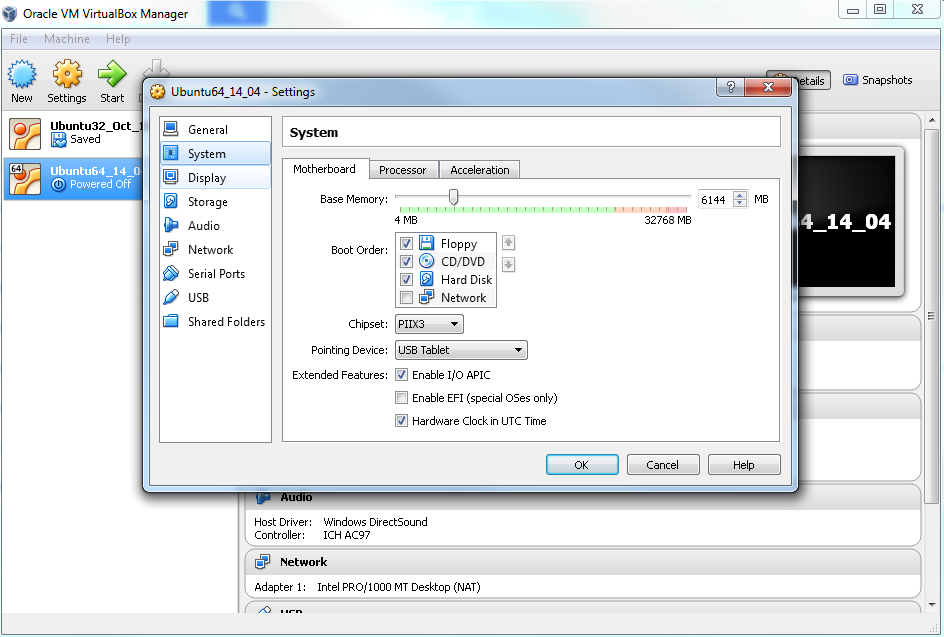 Oracle VM VirtualBox Manager
File Machine Help
New Settings Start
Details Snapshots
Ubuntu32_Oct_1
Saved
64 Ubuntu64_14_0
Powered Off
4_14_04
Ubuntu64_14_04 - Settings
General
System
Display
Storage
Audio
Network
Serial Ports
USB
Shared Folders
System
Motherboard Processor Acceleration
Base Memory: 6144 MB
4 MB 32768 MB
Boot Order: Floppy
CD/DVD
Hard Disk
Network
Chipset: PIIX3
Pointing Device: USB Tablet
Extended Features: Enable I/O APIC
Enable EFI (special OSes only)
Hardware Clock in UTC Time
OK Cancel Help
Audio
Host Driver: Windows DirectSound
Controller: ICH AC97
Network
Adapter 1: Intel PRO/1000 MT Desktop (NAT)
USB